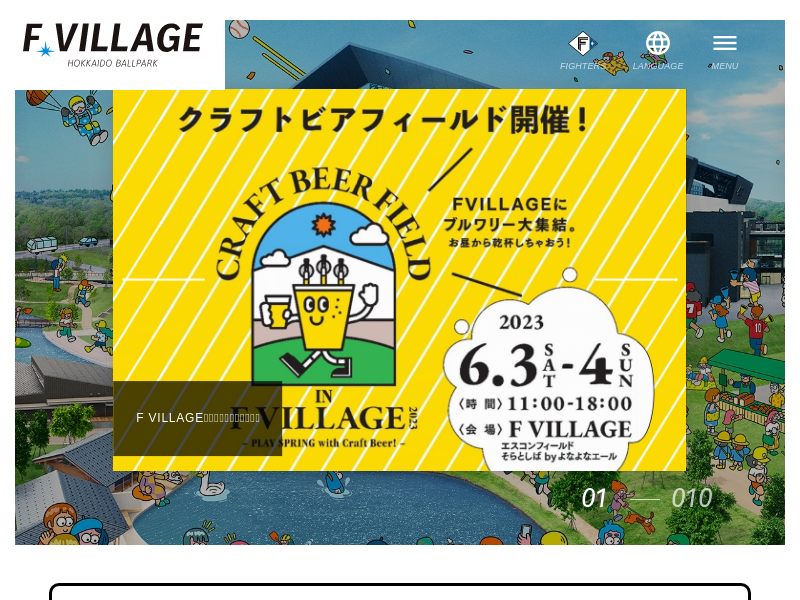 F VILLAGE
HOKKAIDO BALLPARK
FIGHTERS
LANGUAGE
MENU
クラフトビアフィールド開催！
CRAFT BEER FIELD
FVILLAGEに
ブルワリー大集結。
お昼から乾杯しちゃおう！
2023
6.3 SAT - 4 SUN
〈時間〉11:00-18:00
〈会場〉F VILLAGE
エスコンフィールド
そらとしば byよなよなエール
IN
F VILLAGE 2023
~ PLAY SPRING with Craft Beer! ~
F VILLAGE
01
010